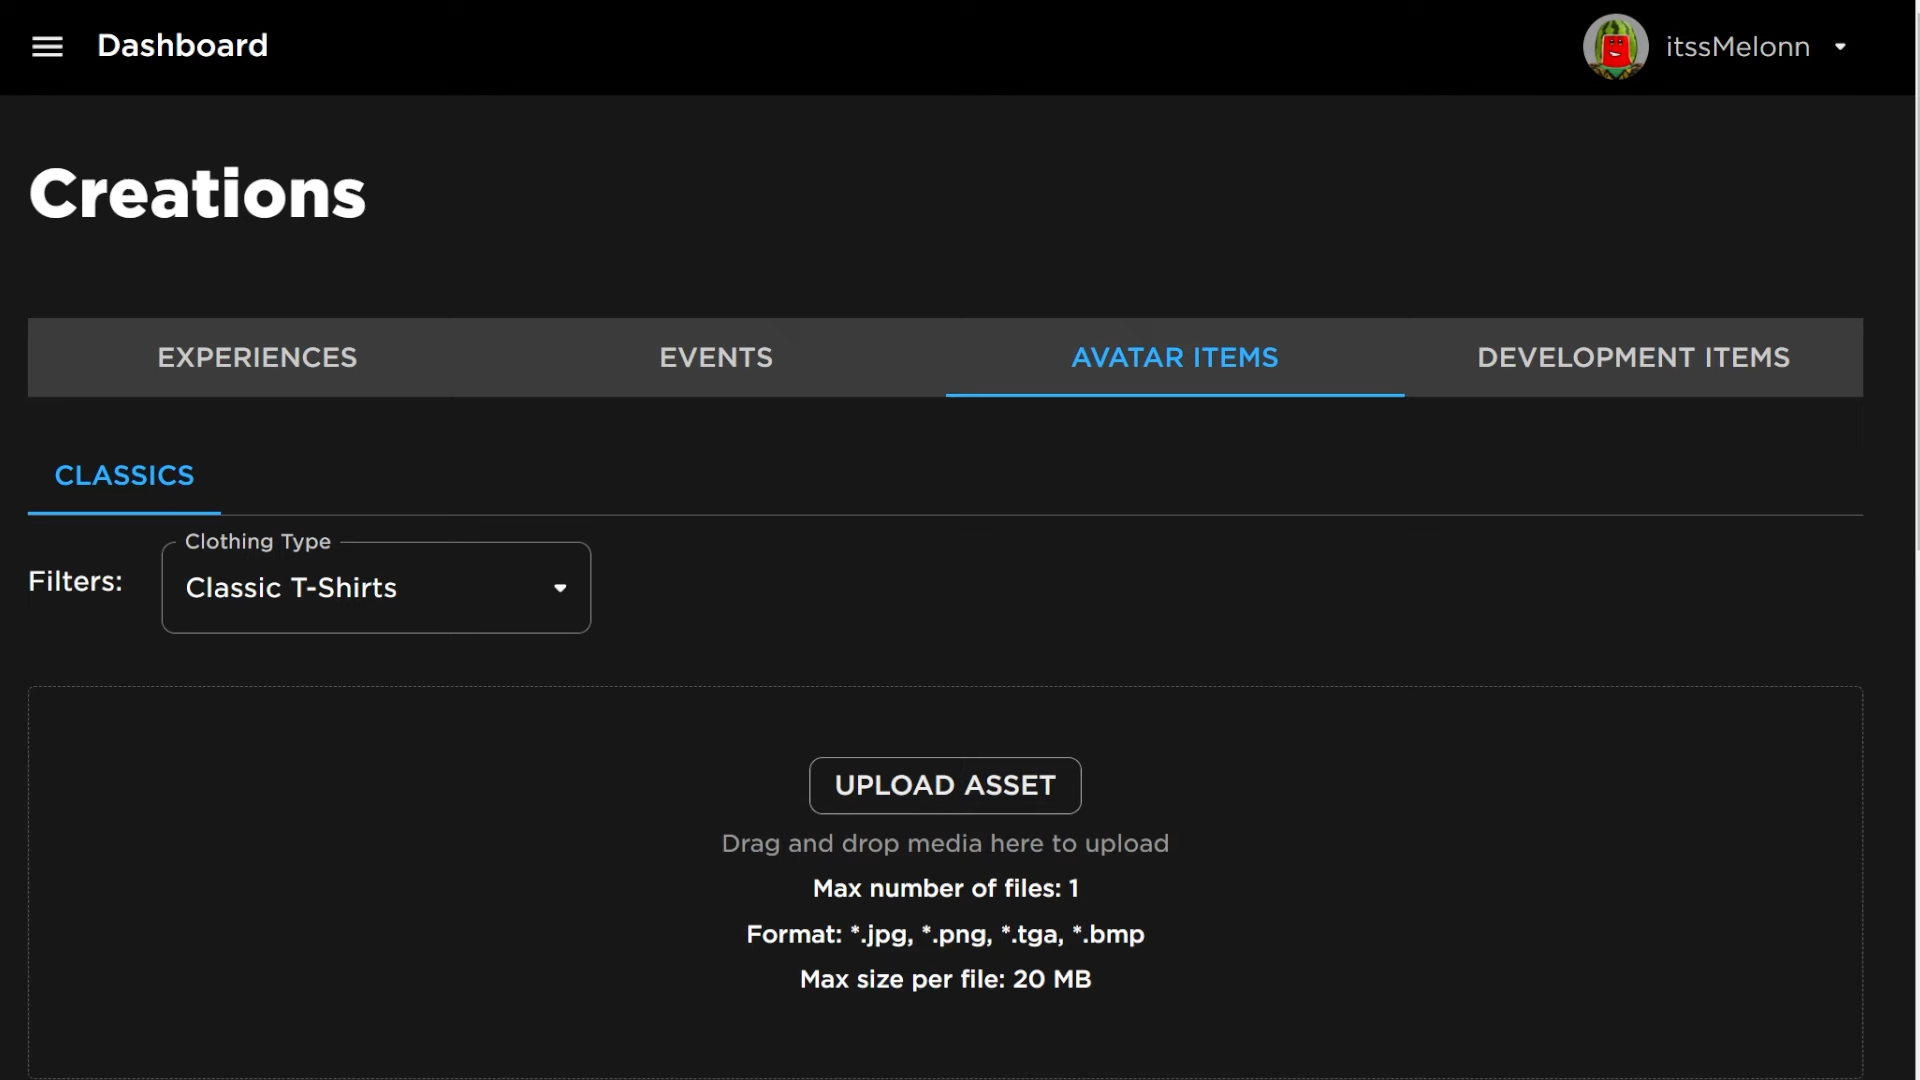 Dashboard
itssMelonn
Creations
EXPERIENCES
EVENTS
AVATAR ITEMS
DEVELOPMENT ITEMS
CLASSICS
Filters:
Clothing Type
Classic T-Shirts
UPLOAD ASSET
Drag and drop media here to upload
Max number of files: 1
Format: *.jpg, *.png, *.tga, *.bmp
Max size per file: 20 MB